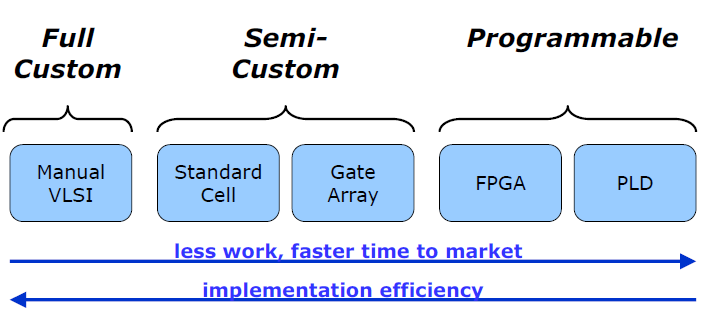 Full
Custom
Semi-
Custom
Programmable
Manual
VLSI
Standard
Cell
Gate
Array
FPGA
PLD
less work, faster time to market
implementation efficiency